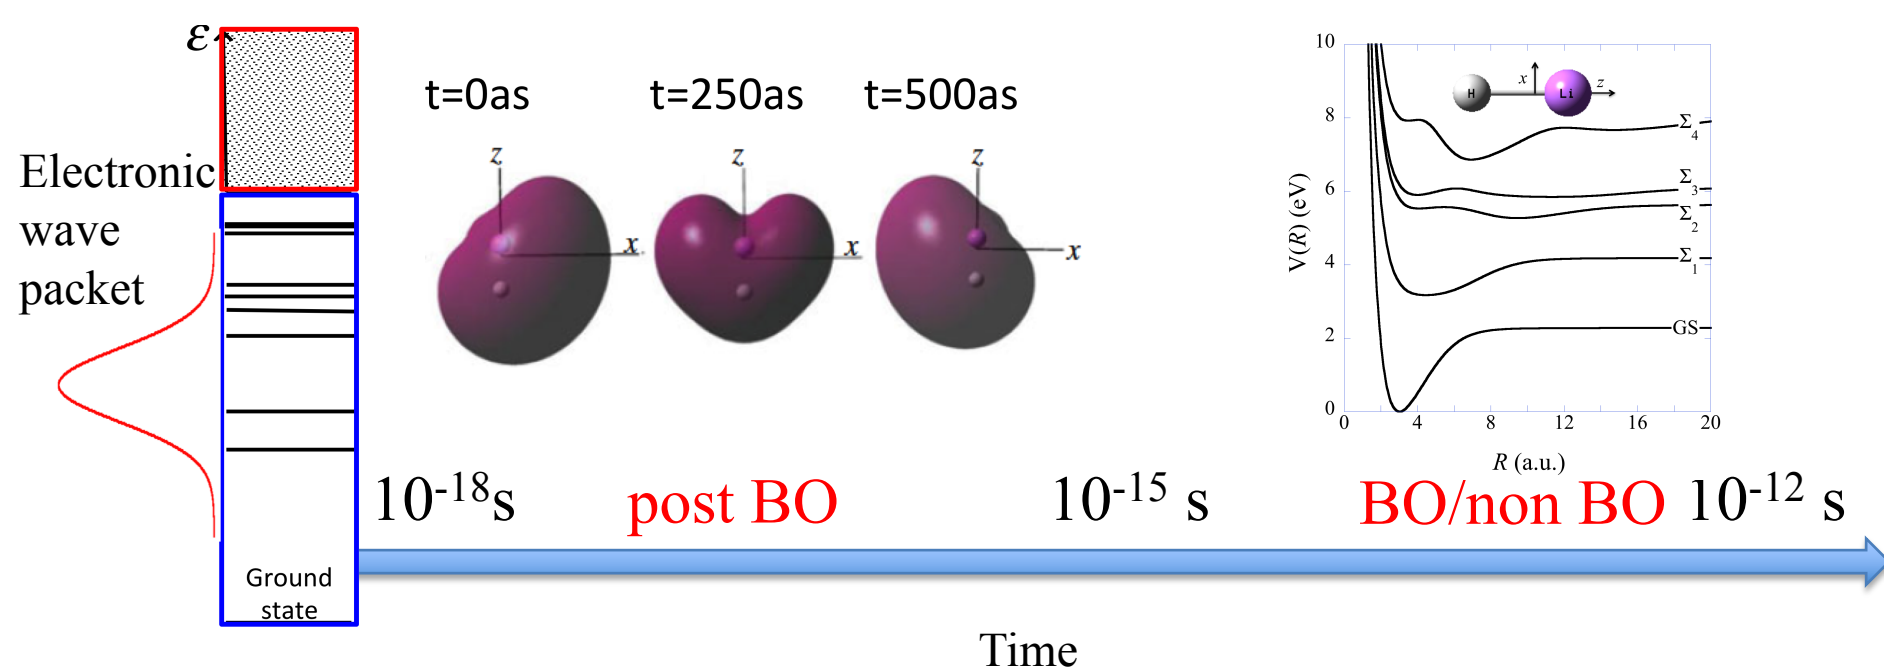 ε
Electronic
wave
packet
Ground
state
t=0as
t=250as
t=500as
z
x
z
x
z
x
10
8
6
4
2
0
V(R) (eV)
0 4 8 12 16 20
R (a.u.)
H
Li
x
z
Σ4
Σ3
Σ2
Σ1
GS
10-18s
post BO
10-15 s
BO/non BO
10-12 s
Time